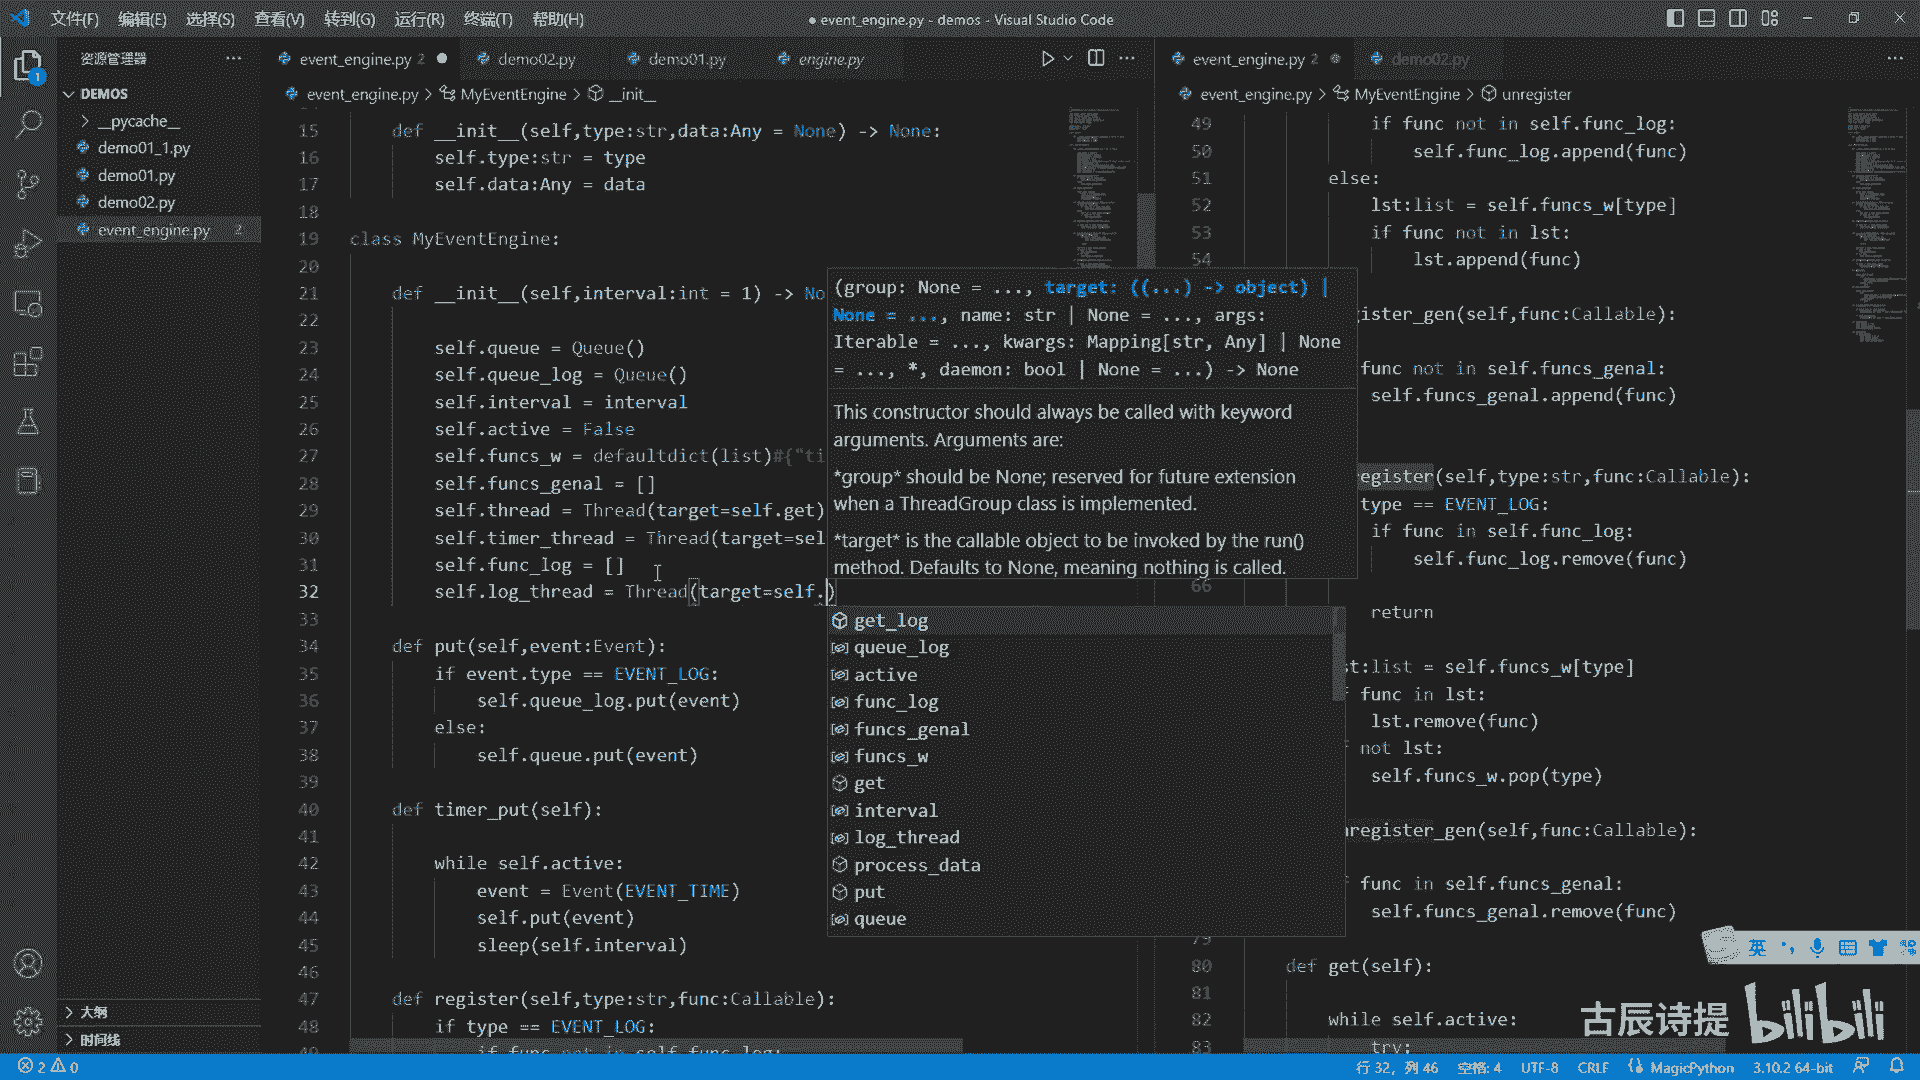 文件(F) 编辑(E) 选择(S) 查看(V) 转到(G) 运行(R) 终端(T) 帮助(H)
● event_engine.py - demos - Visual Studio Code
资源管理器
DEMOS
__pycache__
demo01_1.py
demo01.py
demo02.py
event_engine.py 2
大纲
时间线
1
event_engine.py 2 demo02.py demo01.py engine.py
event_engine.py > MyEventEngine > __init__
15 def __init__(self,type:str,data:Any = None) -> None:
16 self.type:str = type
17 self.data:Any = data
18
19 class MyEventEngine:
20
21 def __init__(self,interval:int = 1) -> No
22
23 self.queue = Queue()
24 self.queue_log = Queue()
25 self.interval = interval
26 self.active = False
27 self.funcs_w = defaultdict(list)#{"ti
28 self.funcs_genal = []
29 self.thread = Thread(target=self.get)
30 self.timer_thread = Thread(target=sel
31 self.func_log = []
32 self.log_thread = Thread(target=self.)
33
34 def put(self,event:Event):
35 if event.type == EVENT_LOG:
36 self.queue_log.put(event)
37 else:
38 self.queue.put(event)
39
40 def timer_put(self):
41
42 while self.active:
43 event = Event(EVENT_TIME)
44 self.put(event)
45 sleep(self.interval)
46
47 def register(self,type:str,func:Callable):
48 if type == EVENT_LOG:
49 if func not in self.func_log:
(group: None = ..., target: ((...) -> object) |
None = ..., name: str | None = ..., args:
Iterable = ..., kwargs: Mapping[str, Any] | None
= ..., *, daemon: bool | None = ...) -> None
This constructor should always be called with keyword
arguments. Arguments are:
*group* should be None; reserved for future extension
when a ThreadGroup class is implemented.
*target* is the callable object to be invoked by the run()
method. Defaults to None, meaning nothing is called.
get_log
queue_log
active
func_log
funcs_genal
funcs_w
get
interval
log_thread
process_data
put
queue
event_engine.py 2 demo02.py
event_engine.py > MyEventEngine > unregister
49 if func not in self.func_log:
50 self.func_log.append(func)
51 else:
52 lst:list = self.funcs_w[type]
53 if func not in lst:
54 lst.append(func)
ister_gen(self,func:Callable):
func not in self.funcs_genal:
self.funcs_genal.append(func)
register(self,type:str,func:Callable):
type == EVENT_LOG:
if func in self.func_log:
self.func_log.remove(func)
66
return
st:list = self.funcs_w[type]
f func in lst:
lst.remove(func)
f not lst:
self.funcs_w.pop(type)
nregister_gen(self,func:Callable):
f func in self.funcs_genal:
self.funcs_genal.remove(func)
79
80 def get(self):
81
82 while self.active:
83 try:
英
古辰诗提 bilibili
2 0
行 32, 列 46 空格: 4 UTF-8 CRLF MagicPython 3.10.2 64-bit